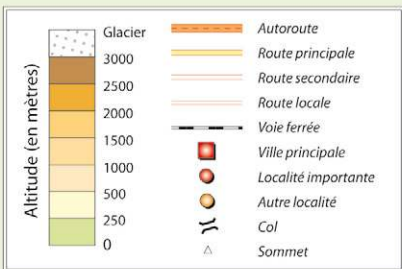 Altitude (en mètres)
Glacier
3000
2500
2000
1500
1000
500
250
0
Autoroute
Route principale
Route secondaire
Route locale
Voie ferrée
Ville principale
Localité importante
Autre localité
Col
Sommet